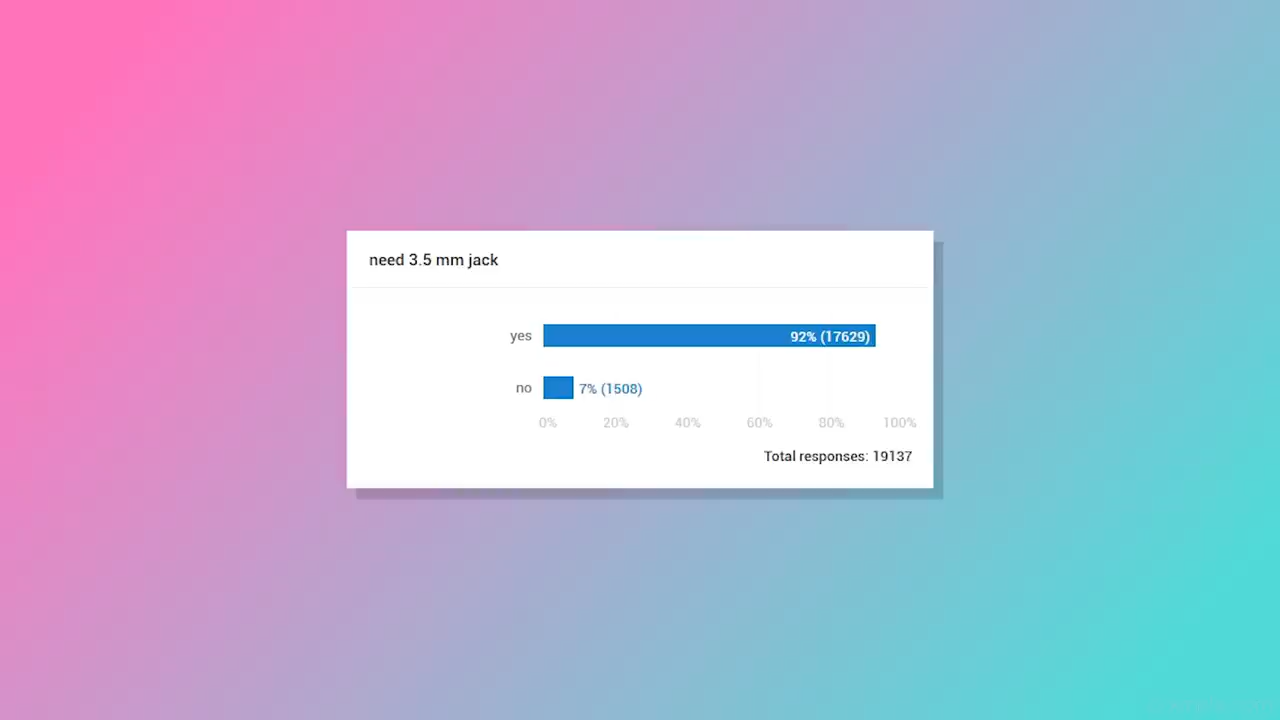 need 3.5 mm jack
yes 92% (17629)
no 7% (1508)
0% 20% 40% 60% 80% 100%
Total responses: 19137